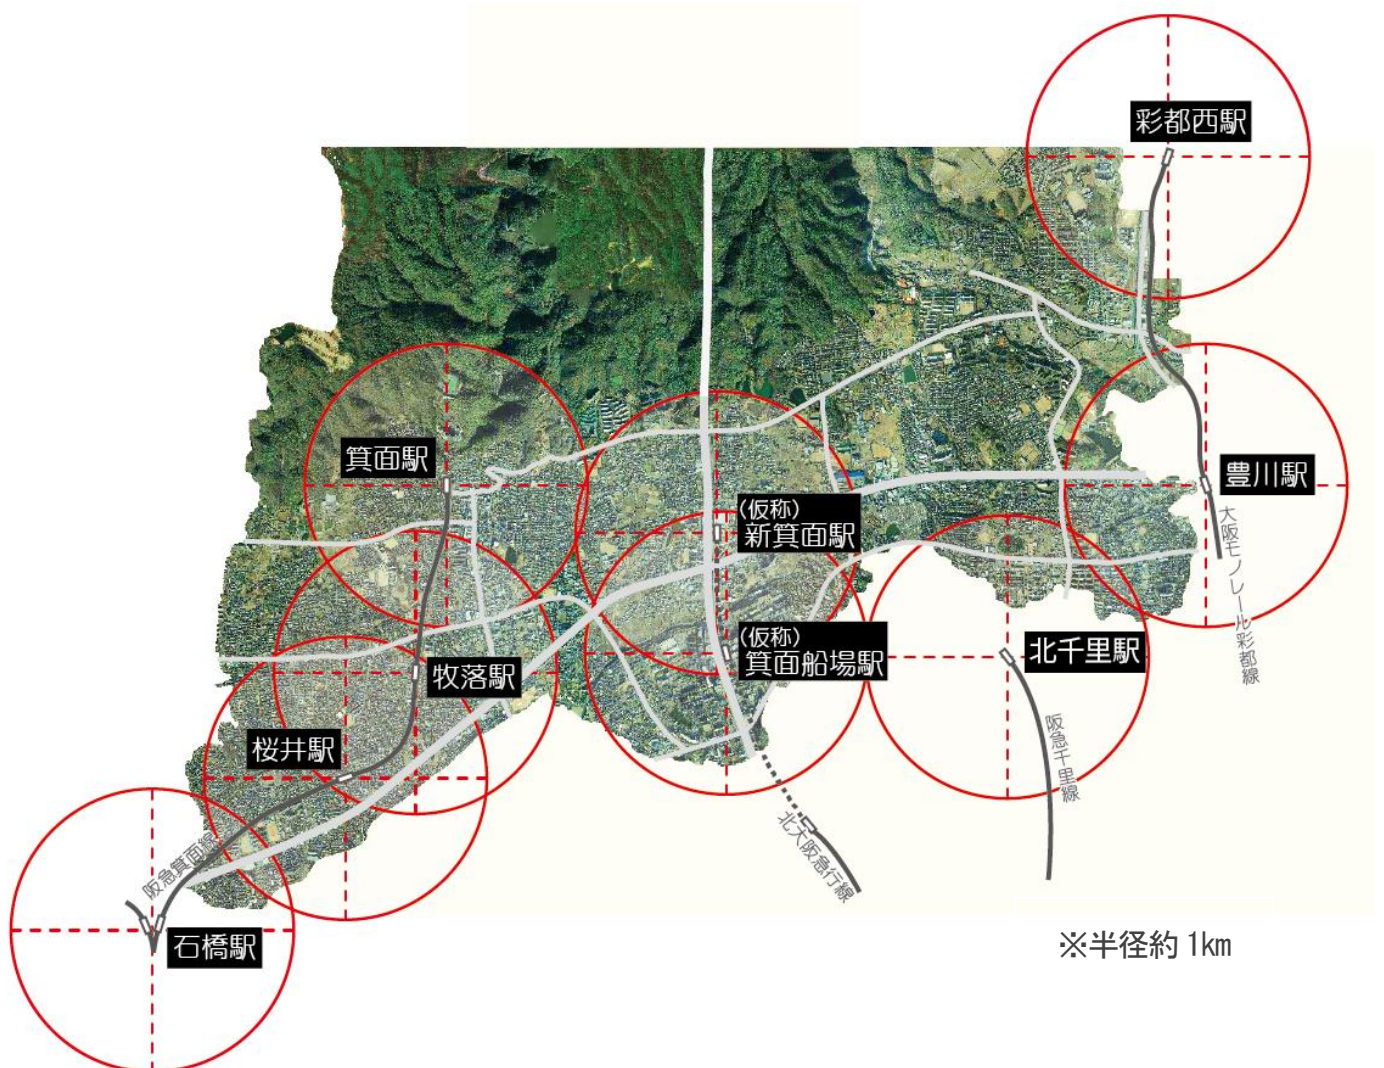 彩都西駅
箕面駅
豊川駅
(仮称)
新箕面駅
大阪モノレール彩都線
(仮称)
箕面船場駅
北千里駅
牧落駅
桜井駅
阪急千里線
北大阪急行線
阪急箕面線
石橋駅
※半径約1km